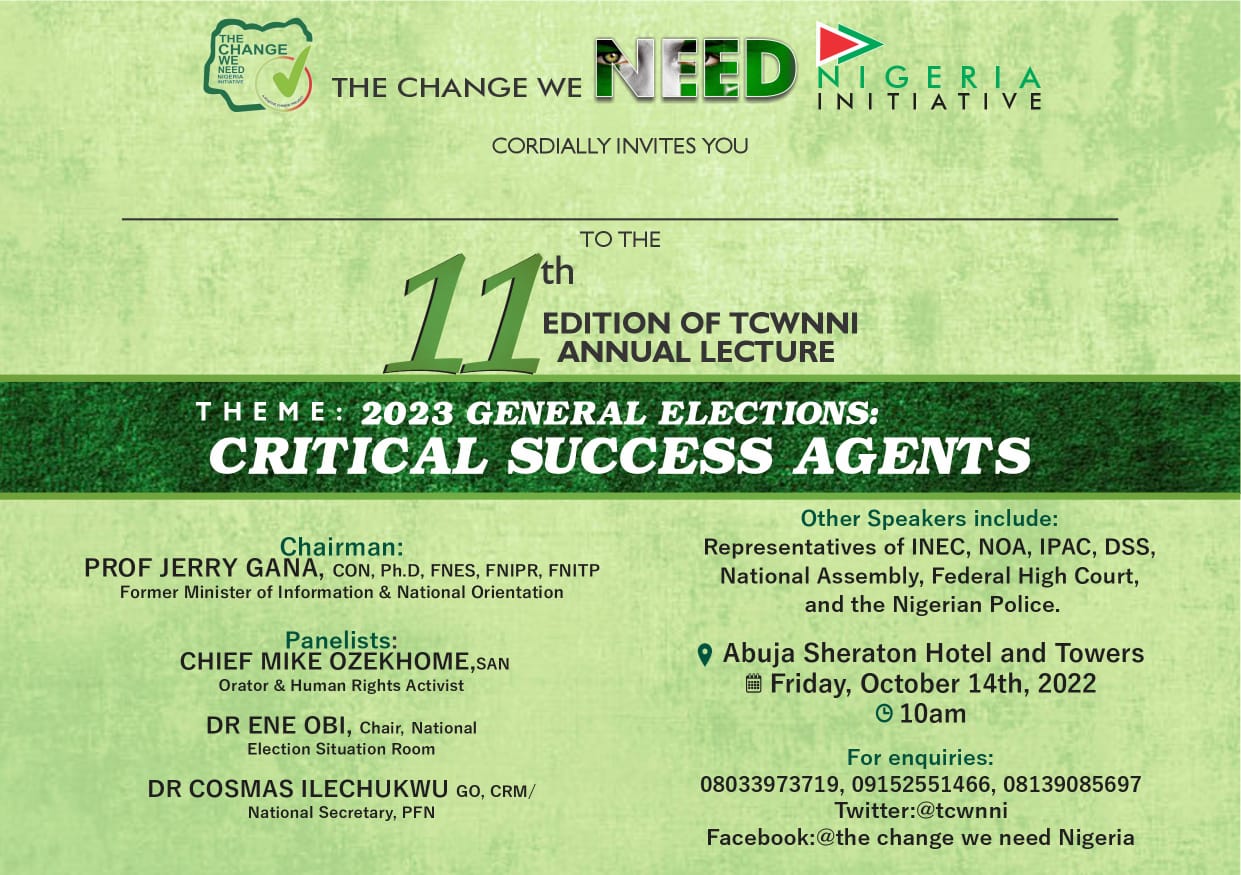 THE
CHANGE
WE
NEED
NIGERIA
INITIATIVE
THE CHANGE WE NEED
NIGERIA
INITIATIVE
CORDIALLY INVITES YOU
TO THE
11th
EDITION OF TCWNNI
ANNUAL LECTURE
THEME: 2023 GENERAL ELECTIONS:
CRITICAL SUCCESS AGENTS
Chairman:
PROF JERRY GANA, CON, Ph.D, FNES, FNIPR, FNITP
Former Minister of Information & National Orientation
Panelists:
CHIEF MIKE OZEKHOME,SAN
Orator & Human Rights Activist
DR ENE OBI, Chair, National
Election Situation Room
DR COSMAS ILECHUKWU GO, CRM/
National Secretary, PFN
Other Speakers include:
Representatives of INEC, NOA, IPAC, DSS,
National Assembly, Federal High Court,
and the Nigerian Police.
Abuja Sheraton Hotel and Towers
Friday, October 14th, 2022
10am
For enquiries:
08033973719, 09152551466, 08139085697
Twitter:@tcwnni
Facebook:@the change we need Nigeria